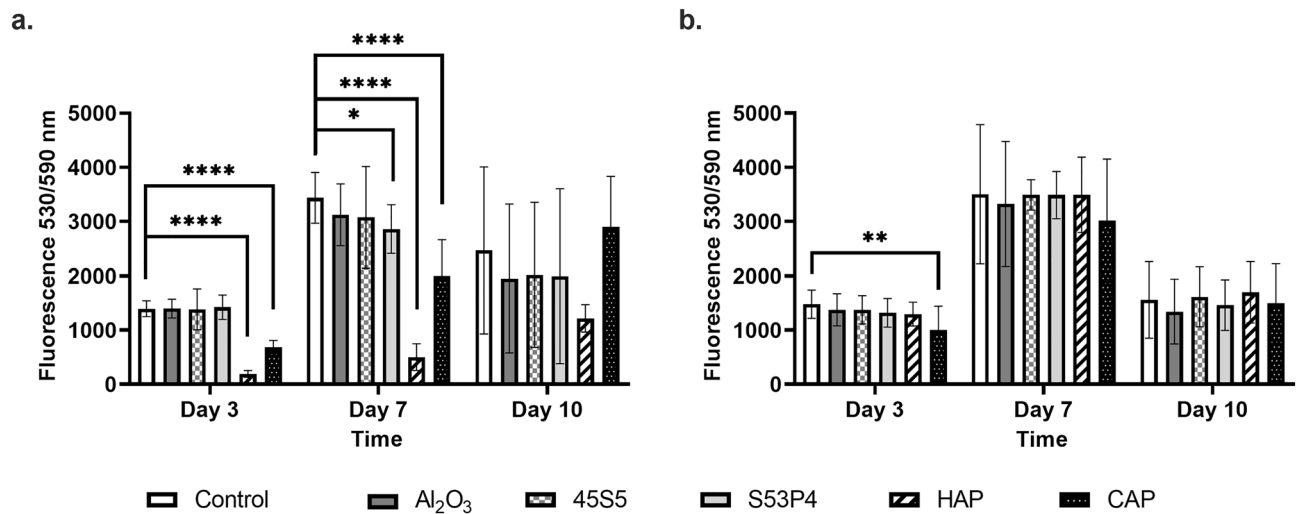 a.
****
****
*
****
****
Fluorescence 530/590 nm
5000
4000
3000
2000
1000
0
Day 3 Day 7 Day 10
Time
b.
**
Fluorescence 530/590 nm
5000
4000
3000
2000
1000
0
Day 3 Day 7 Day 10
Time
Control Al₂O₃ 45S5 S53P4 HAP CAP